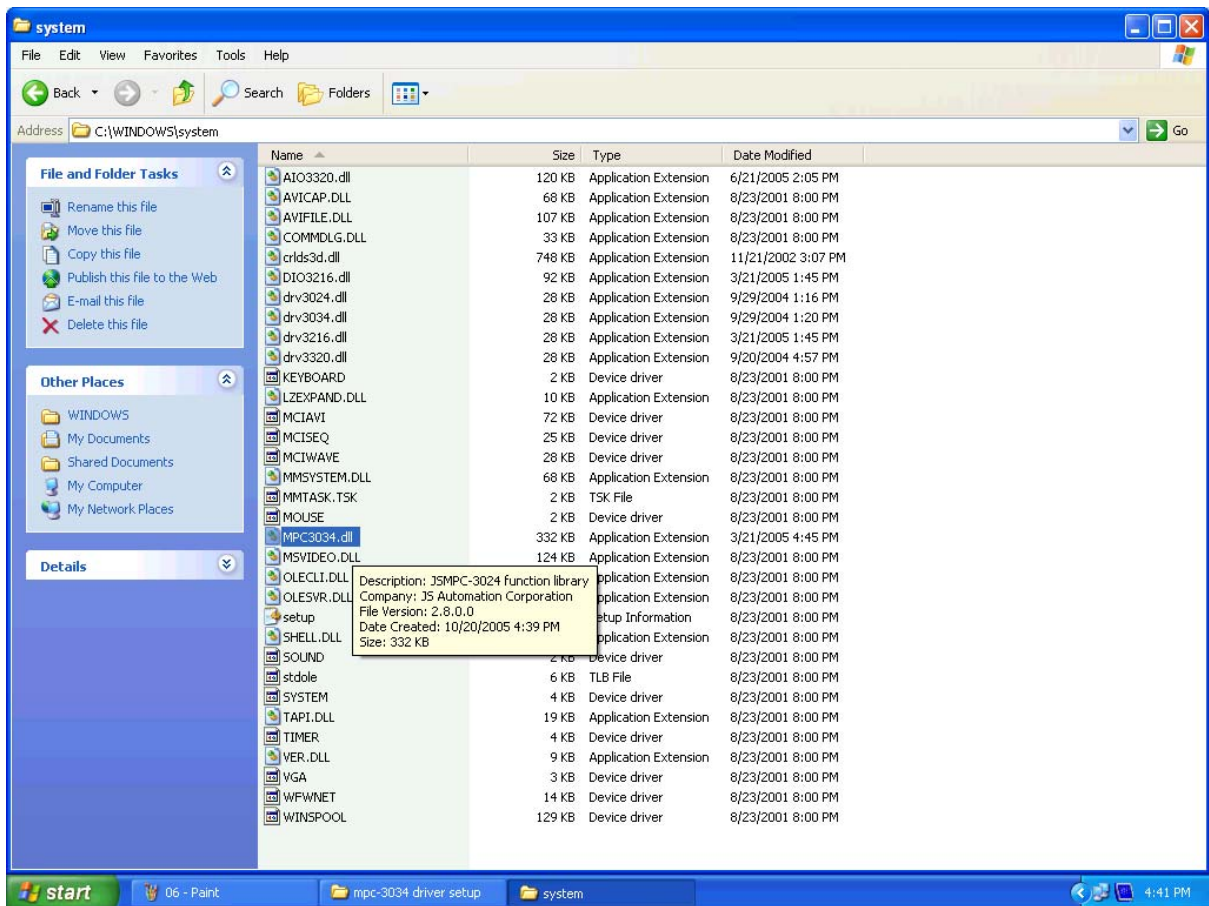 system
File Edit View Favorites Tools Help
Back Search Folders
Address C:\WINDOWS\system Go
File and Folder Tasks
Rename this file
Move this file
Copy this file
Publish this file to the Web
E-mail this file
Delete this file
Other Places
WINDOWS
My Documents
Shared Documents
My Computer
My Network Places
Details
Name Size Type Date Modified
AIO3320.dll 120 KB Application Extension 6/21/2005 2:05 PM
AVICAP.DLL 68 KB Application Extension 8/23/2001 8:00 PM
AVIFILE.DLL 107 KB Application Extension 8/23/2001 8:00 PM
COMMDLG.DLL 33 KB Application Extension 8/23/2001 8:00 PM
crlds3d.dll 748 KB Application Extension 11/21/2002 3:07 PM
DIO3216.dll 92 KB Application Extension 3/21/2005 1:45 PM
drv3024.dll 28 KB Application Extension 9/29/2004 1:16 PM
drv3034.dll 28 KB Application Extension 9/29/2004 1:20 PM
drv3216.dll 28 KB Application Extension 3/21/2005 1:45 PM
drv3320.dll 28 KB Application Extension 9/20/2004 4:57 PM
KEYBOARD 2 KB Device driver 8/23/2001 8:00 PM
LZEXPAND.DLL 10 KB Application Extension 8/23/2001 8:00 PM
MCIAVI 72 KB Device driver 8/23/2001 8:00 PM
MCISEQ 25 KB Device driver 8/23/2001 8:00 PM
MCIWAVE 28 KB Device driver 8/23/2001 8:00 PM
MMSYSTEM.DLL 68 KB Application Extension 8/23/2001 8:00 PM
MMTASK.TSK 2 KB TSK File 8/23/2001 8:00 PM
MOUSE 2 KB Device driver 8/23/2001 8:00 PM
MPC3034.dll 332 KB Application Extension 3/21/2005 4:45 PM
MSVIDEO.DLL 124 KB Application Extension 8/23/2001 8:00 PM
OLECLI.DLL pplication Extension 8/23/2001 8:00 PM
OLESVR.DLL pplication Extension 8/23/2001 8:00 PM
setup etup Information 8/23/2001 8:00 PM
SHELL.DLL pplication Extension 8/23/2001 8:00 PM
Description: JSMPC-3024 function library
Company: JS Automation Corporation
File Version: 2.8.0.0
Date Created: 10/20/2005 4:39 PM
Size: 332 KB
SOUND 2 KB Device driver 8/23/2001 8:00 PM
stdole 6 KB TLB File 8/23/2001 8:00 PM
SYSTEM 4 KB Device driver 8/23/2001 8:00 PM
TAPI.DLL 19 KB Application Extension 8/23/2001 8:00 PM
TIMER 4 KB Device driver 8/23/2001 8:00 PM
VER.DLL 9 KB Application Extension 8/23/2001 8:00 PM
VGA 3 KB Device driver 8/23/2001 8:00 PM
WFWNET 14 KB Device driver 8/23/2001 8:00 PM
WINSPOOL 129 KB Device driver 8/23/2001 8:00 PM
start 06 - Paint mpc-3034 driver setup system 4:41 PM